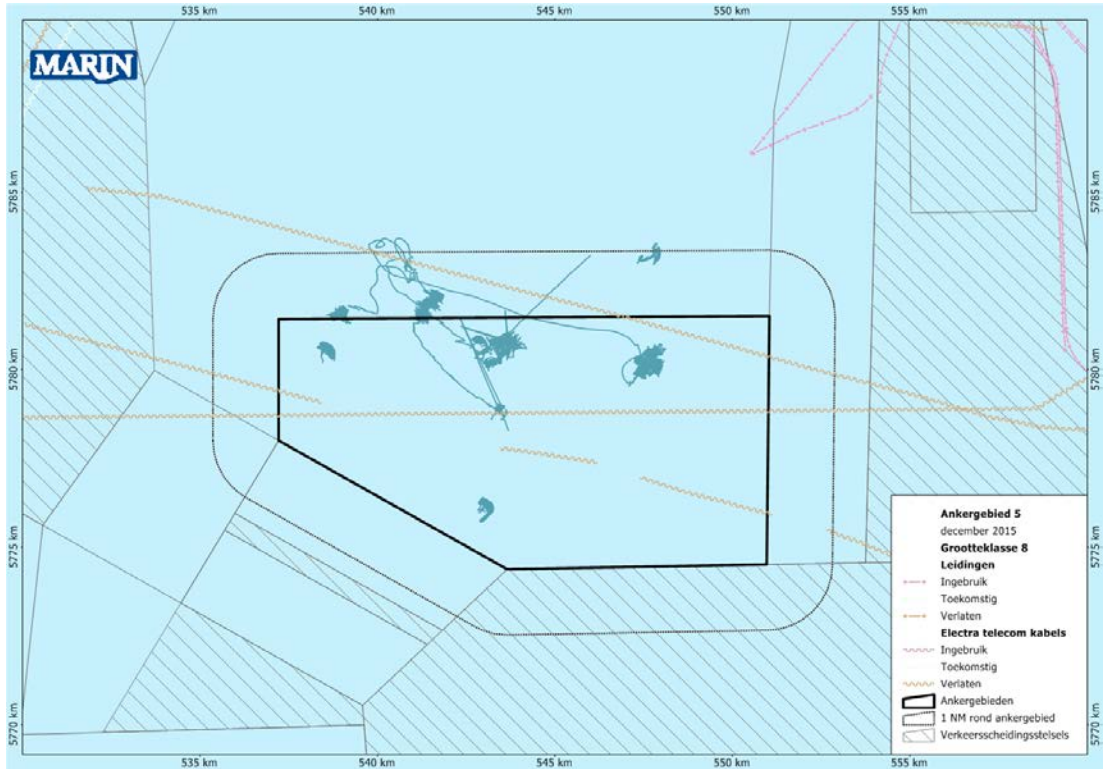 535 km 540 km 545 km 550 km 555 km
MARIN
5785 km 5785 km
5780 km 5780 km
5775 km 5775 km
5770 km 5770 km
Ankergebied 5
december 2015
Grootteklasse 8
Leidingen
Ingebruik
Toekomstig
Verlaten
Electra telecom kabels
Ingebruik
Toekomstig
Verlaten
Ankergebieden
1 NM rond ankergebied
Verkeersscheidingsstelsels
535 km 540 km 545 km 550 km 555 km